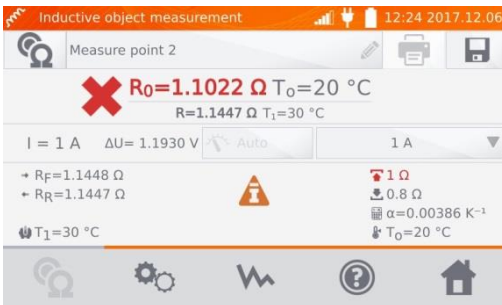 Inductive object measurement 12:24 2017.12.06
Measure point 2
R₀=1.1022 Ω T₀=20 °C
R=1.1447 Ω T₁=30 °C
I = 1 A ΔU= 1.1930 V Auto 1 A
R_F=1.1448 Ω 1 Ω
R_R=1.1447 Ω 0.8 Ω
α=0.00386 K⁻¹
T₁=30 °C T₀=20 °C